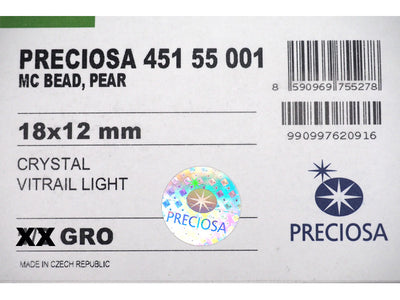 PRECIOSA 451 55 001
MC BEAD, PEAR
8 590969 755278
990997620916
18x12 mm
CRYSTAL
VITRAIL LIGHT
PRECIOSA
PRECIOSA
XX GRO
MADE IN CZECH REPUBLIC